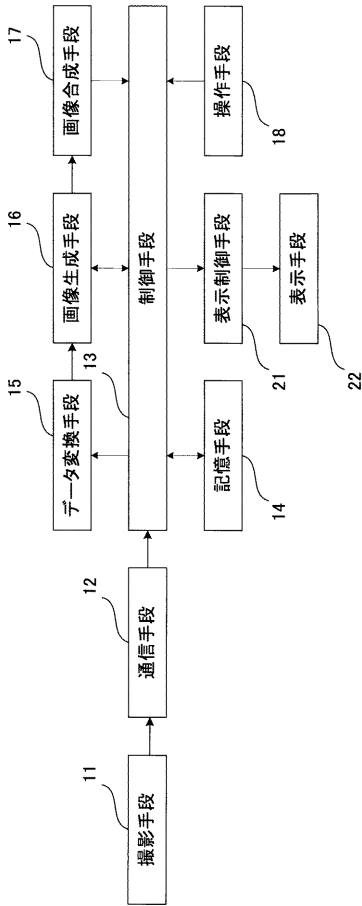 11
撮影手段
12
通信手段
13
制御手段
15
データ変換手段
16
画像生成手段
17
画像合成手段
記憶手段
14
表示制御手段
21
操作手段
18
表示手段
22